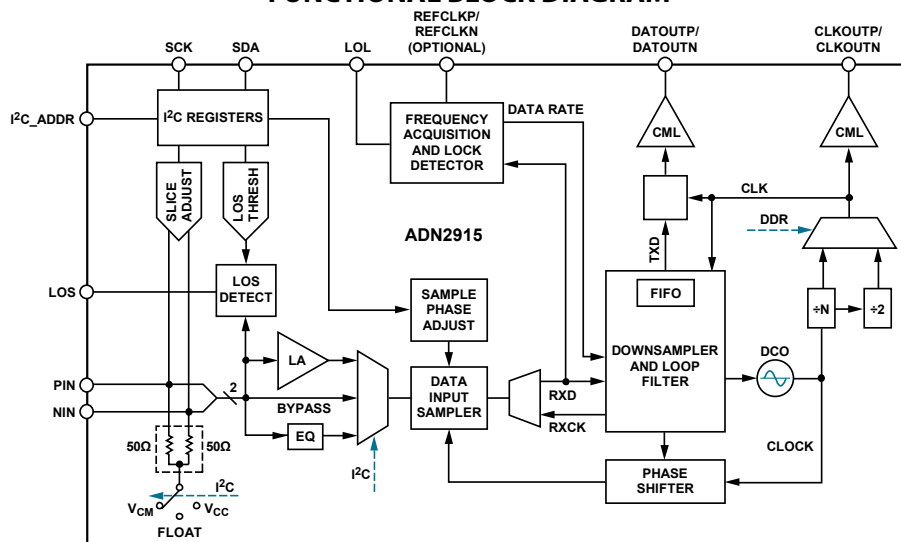 FUNCTIONAL BLOCK DIAGRAM
REFCLKP/
REFCLKN
(OPTIONAL)
DATOUTP/
DATOUTN
CLKOUTP/
CLKOUTN
SCK
SDA
LOL
I²C_ADDR
I²C REGISTERS
FREQUENCY
ACQUISITION
AND LOCK
DETECTOR
DATA RATE
CML
CML
SLICE
ADJUST
LOS
THRESH
CLK
DDR
TXD
ADN2915
LOS
LOS
DETECT
SAMPLE
PHASE
ADJUST
FIFO
÷N
÷2
LA
DOWNSAMPLER
AND LOOP
FILTER
DCO
PIN
NIN
2
BYPASS
DATA
INPUT
SAMPLER
RXD
RXCK
EQ
50Ω
50Ω
I²C
CLOCK
PHASE
SHIFTER
I²C
VCM
VCC
FLOAT